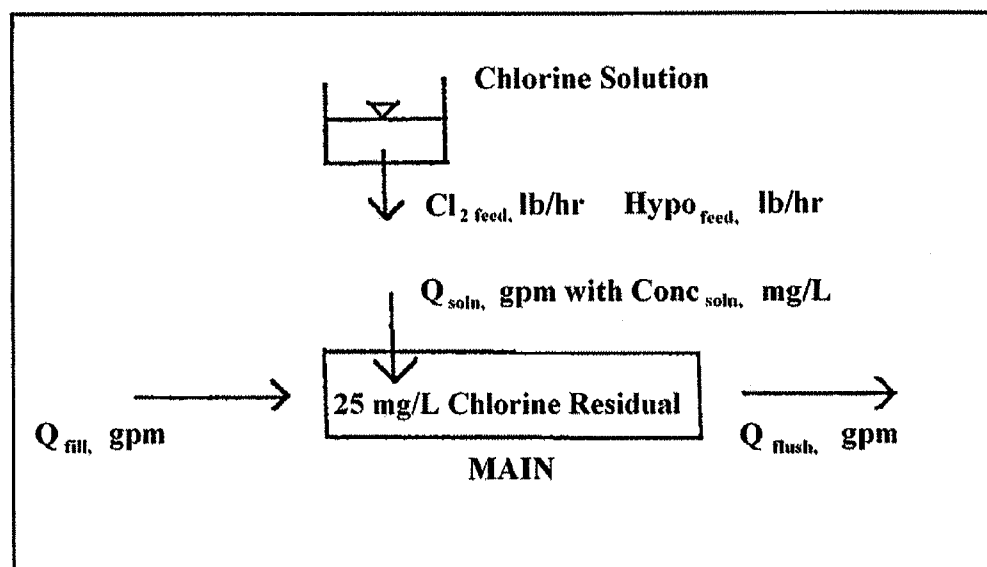 Chlorine Solution
Cl₂ feed, lb/hr Hypo feed, lb/hr
Q soln, gpm with Conc soln, mg/L
25 mg/L Chlorine Residual
Q fill, gpm
Q flush, gpm
MAIN